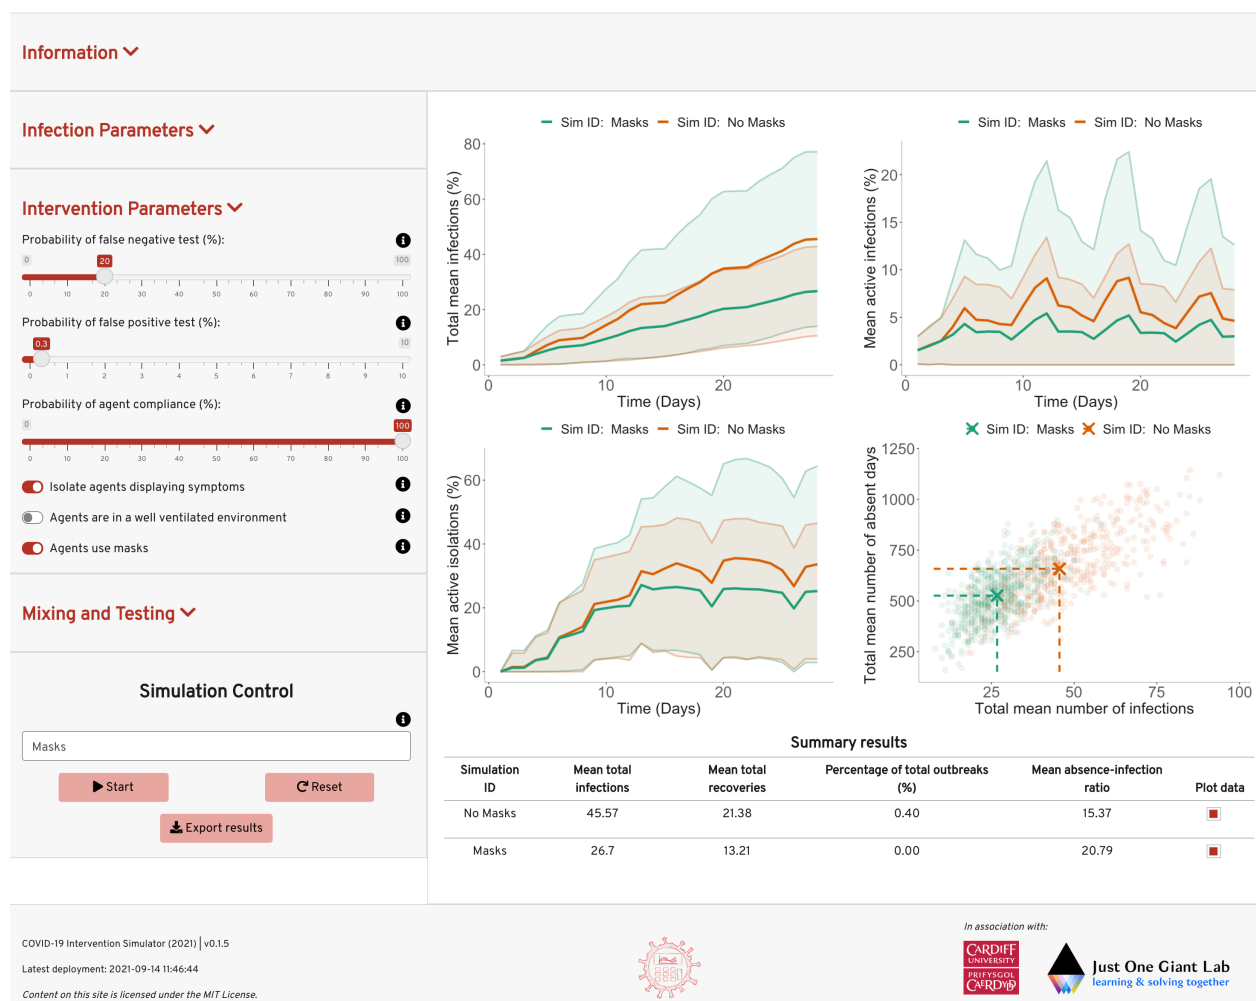 Information
Infection Parameters
Intervention Parameters
Probability of false negative test (%):
0 20 100
0 10 20 30 40 50 60 70 80 90 100
Probability of false positive test (%):
0 0.3 10
0 1 2 3 4 5 6 7 8 9 10
Probability of agent compliance (%):
0 100
0 10 20 30 40 50 60 70 80 90 100
Isolate agents displaying symptoms
Agents are in a well ventilated environment
Agents use masks
Mixing and Testing
Simulation Control
Masks
Start Reset
Export results
Sim ID: Masks Sim ID: No Masks
Total mean infections (%)
80
60
40
20
0
0 10 20
Time (Days)
Sim ID: Masks Sim ID: No Masks
Mean active infections (%)
20
15
10
5
0
0 10 20
Time (Days)
Sim ID: Masks Sim ID: No Masks
Mean active isolations (%)
60
40
20
0
0 10 20
Time (Days)
Sim ID: Masks Sim ID: No Masks
Total mean number of absent days
1250
1000
750
500
250
25 50 75 100
Total mean number of infections
Summary results
Simulation ID Mean total infections Mean total recoveries Percentage of total outbreaks (%) Mean absence-infection ratio Plot data
No Masks 45.57 21.38 0.40 15.37
Masks 26.7 13.21 0.00 20.79
COVID-19 Intervention Simulator (2021) | v0.1.5
Latest deployment: 2021-09-14 11:46:44
Content on this site is licensed under the MIT License.
In association with:
CARDIFF
UNIVERSITY
PRIFYSGOL
CAERDYDD
Just One Giant Lab
learning & solving together